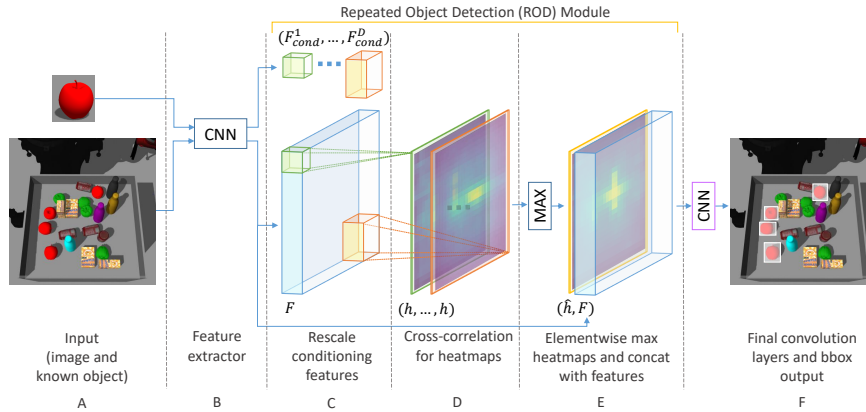 Repeated Object Detection (ROD) Module
(F¹cond, ..., Fᴰcond)
CNN
MAX
CNN
F
(h, ..., h)
(ĥ, F)
Input
(image and
known object)
Feature
extractor
Rescale
conditioning
features
Cross-correlation
for heatmaps
Elementwise max
heatmaps and concat
with features
Final convolution
layers and bbox
output
A
B
C
D
E
F